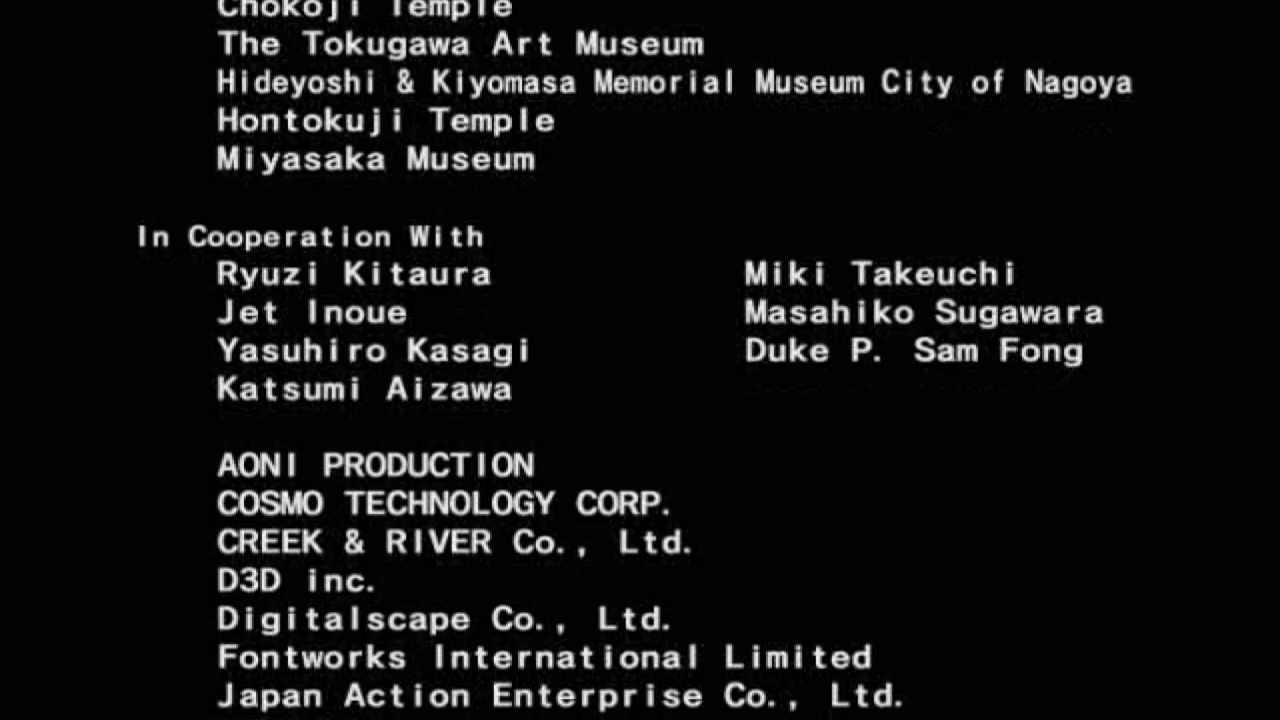 Chokoji Temple
The Tokugawa Art Museum
Hideyoshi & Kiyomasa Memorial Museum City of Nagoya
Hontokuji Temple
Miyasaka Museum
In Cooperation With
Ryuzi Kitaura Miki Takeuchi
Jet Inoue Masahiko Sugawara
Yasuhiro Kasagi Duke P. Sam Fong
Katsumi Aizawa
AONI PRODUCTION
COSMO TECHNOLOGY CORP.
CREEK & RIVER Co., Ltd.
D3D inc.
Digitalscape Co., Ltd.
Fontworks International Limited
Japan Action Enterprise Co., Ltd.